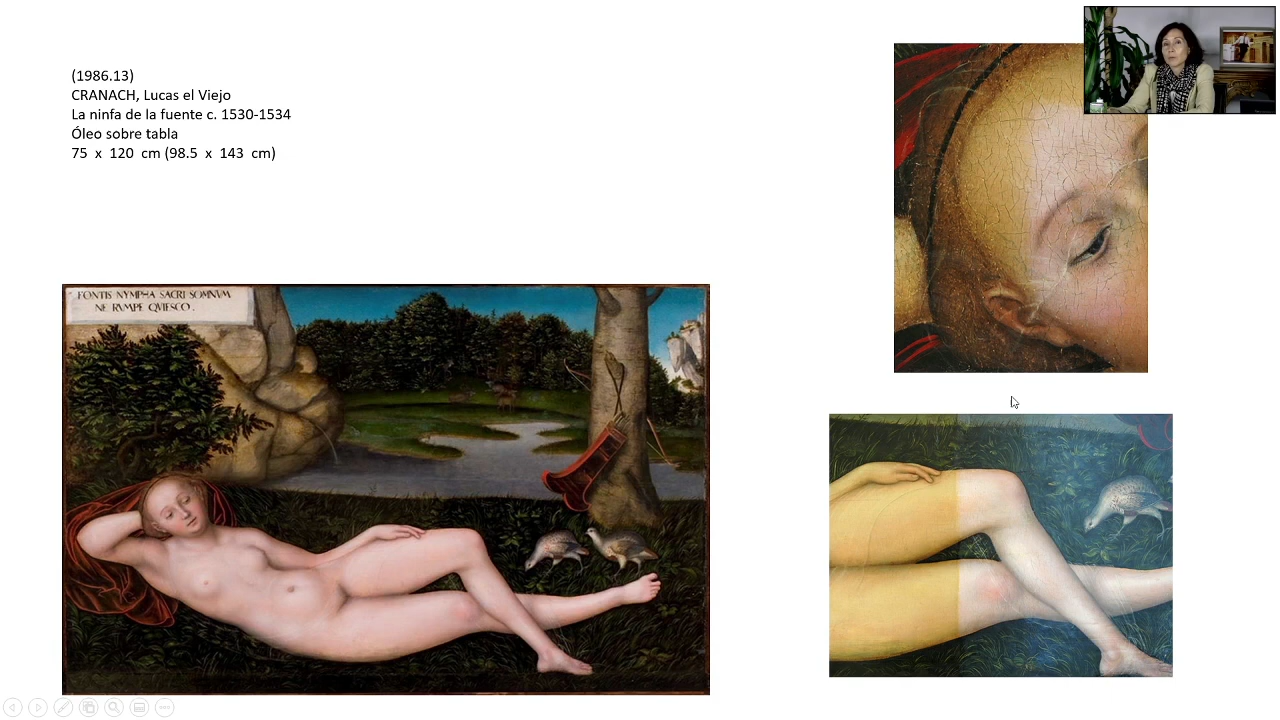 (1986.13)
CRANACH, Lucas el Viejo
La ninfa de la fuente c. 1530-1534
Óleo sobre tabla
75 x 120 cm (98.5 x 143 cm)
FONTIS NYMPHA SACRI SOMNVM
NE RVMPE QVIESCO.